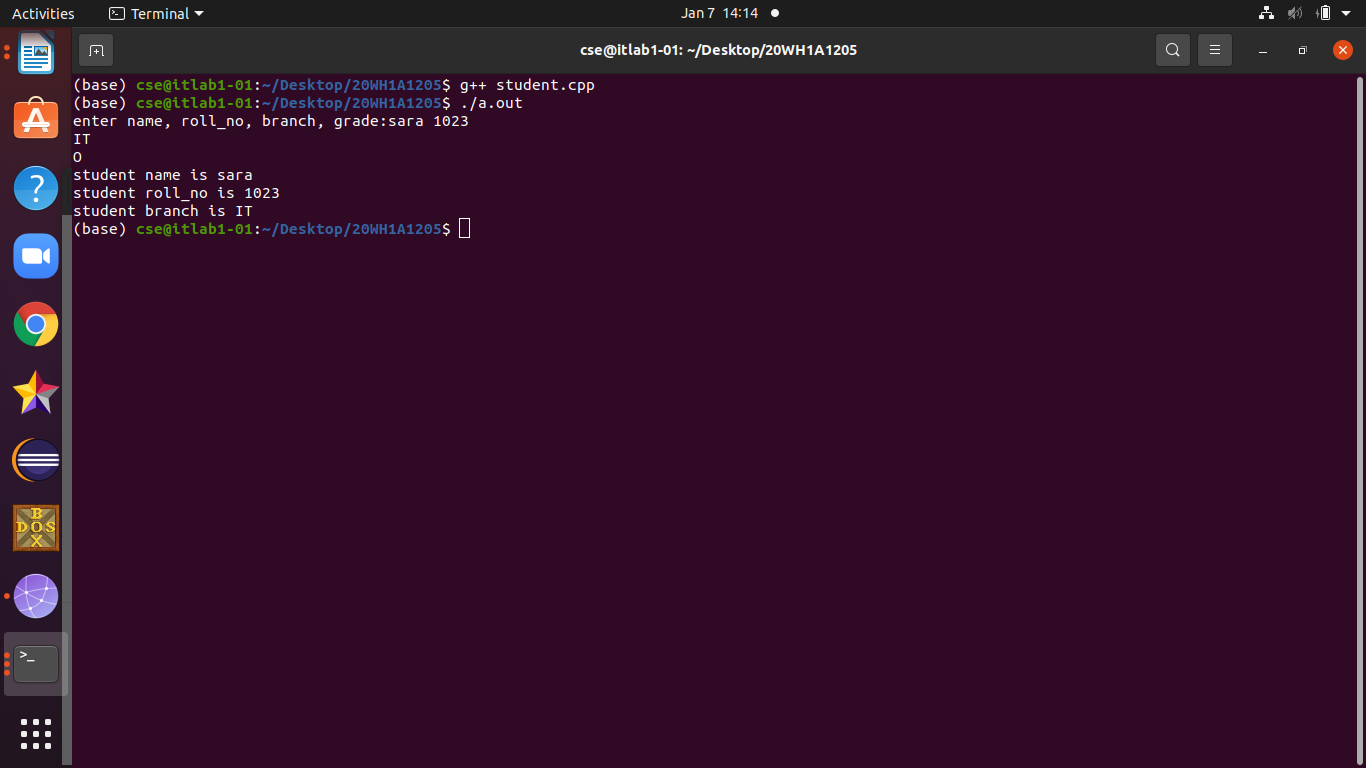 Activities
Terminal
Jan 7 14:14
cse@itlab1-01: ~/Desktop/20WH1A1205
(base) cse@itlab1-01:~/Desktop/20WH1A1205$ g++ student.cpp
(base) cse@itlab1-01:~/Desktop/20WH1A1205$ ./a.out
enter name, roll_no, branch, grade:sara 1023
IT
O
student name is sara
student roll_no is 1023
student branch is IT
(base) cse@itlab1-01:~/Desktop/20WH1A1205$
A
?
B
DOS
X
>_